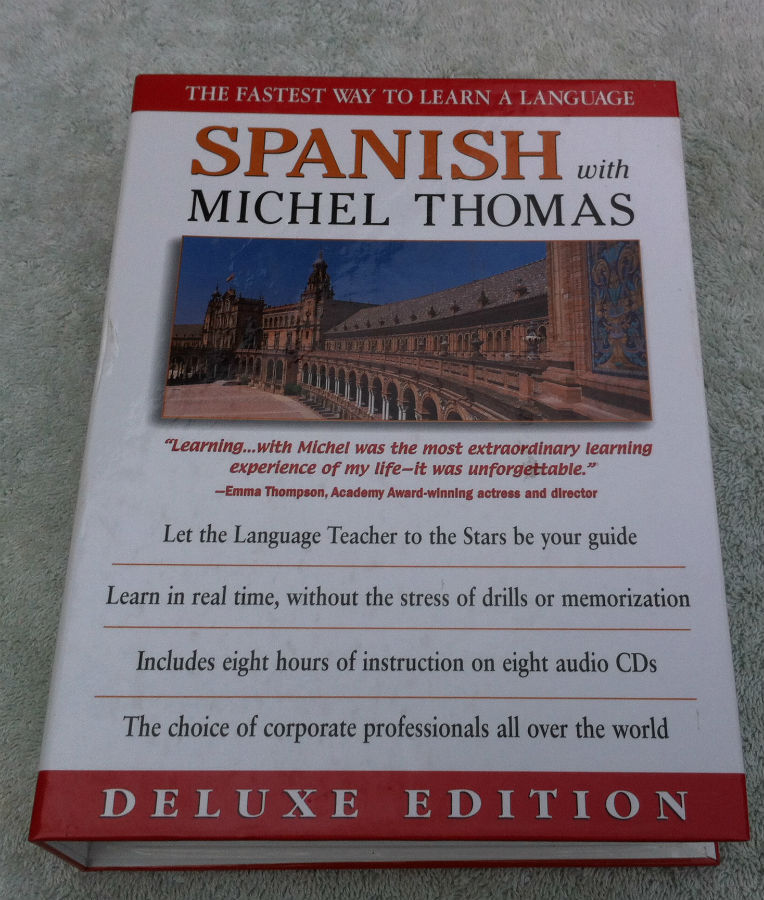 THE FASTEST WAY TO LEARN A LANGUAGE
SPANISH with
MICHEL THOMAS
“Learning...with Michel was the most extraordinary learning
experience of my life—it was unforgettable.”
—Emma Thompson, Academy Award-winning actress and director
Let the Language Teacher to the Stars be your guide
Learn in real time, without the stress of drills or memorization
Includes eight hours of instruction on eight audio CDs
The choice of corporate professionals all over the world
DELUXE EDITION